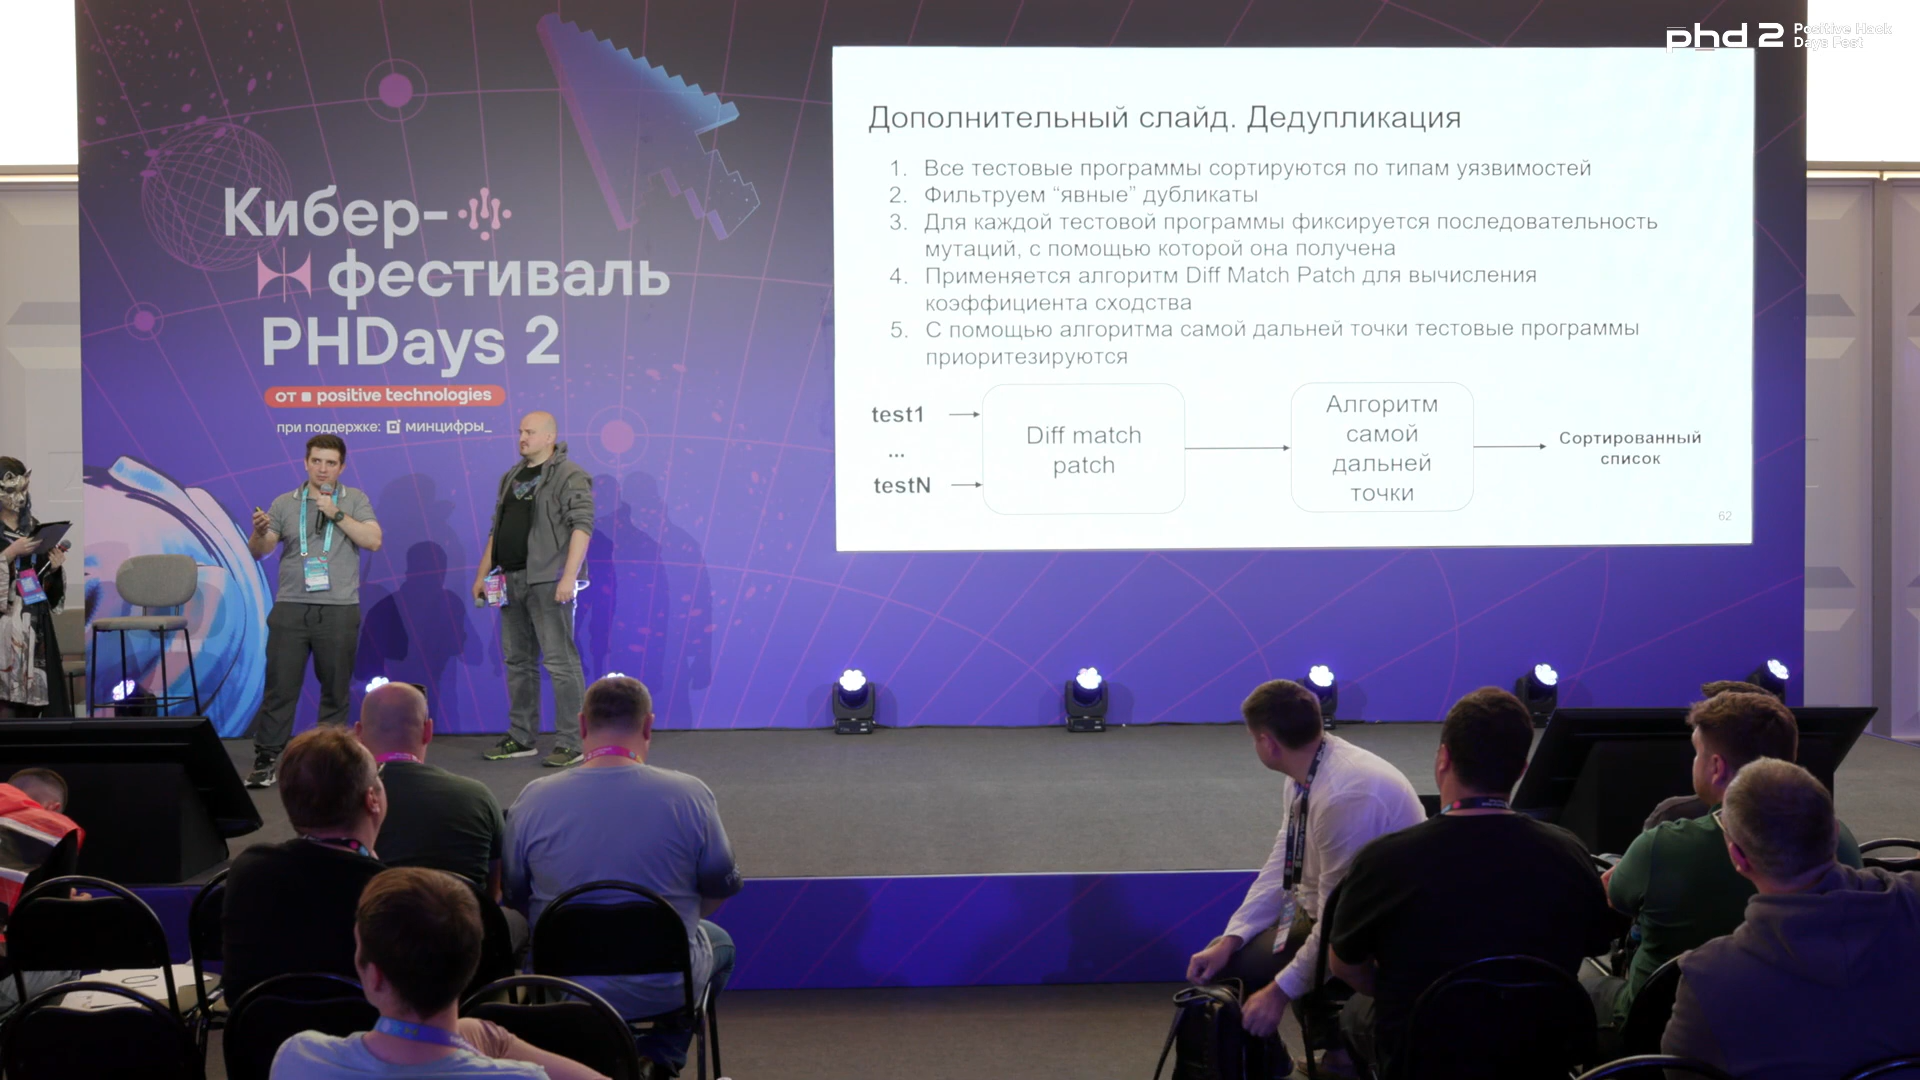 phd 2 Positive Hack
Days Fest
Кибер-
фестиваль
PHDays 2
от positive technologies
при поддержке: минцифры_
Дополнительный слайд. Дедупликация
1. Все тестовые программы сортируются по типам уязвимостей
2. Фильтруем “явные” дубликаты
3. Для каждой тестовой программы фиксируется последовательность
мутаций, с помощью которой она получена
4. Применяется алгоритм Diff Match Patch для вычисления
коэффициента сходства
5. С помощью алгоритма самой дальней точки тестовые программы
приоритезируются
test1
...
testN
Diff match
patch
Алгоритм
самой
дальней
точки
Сортированный
список
62